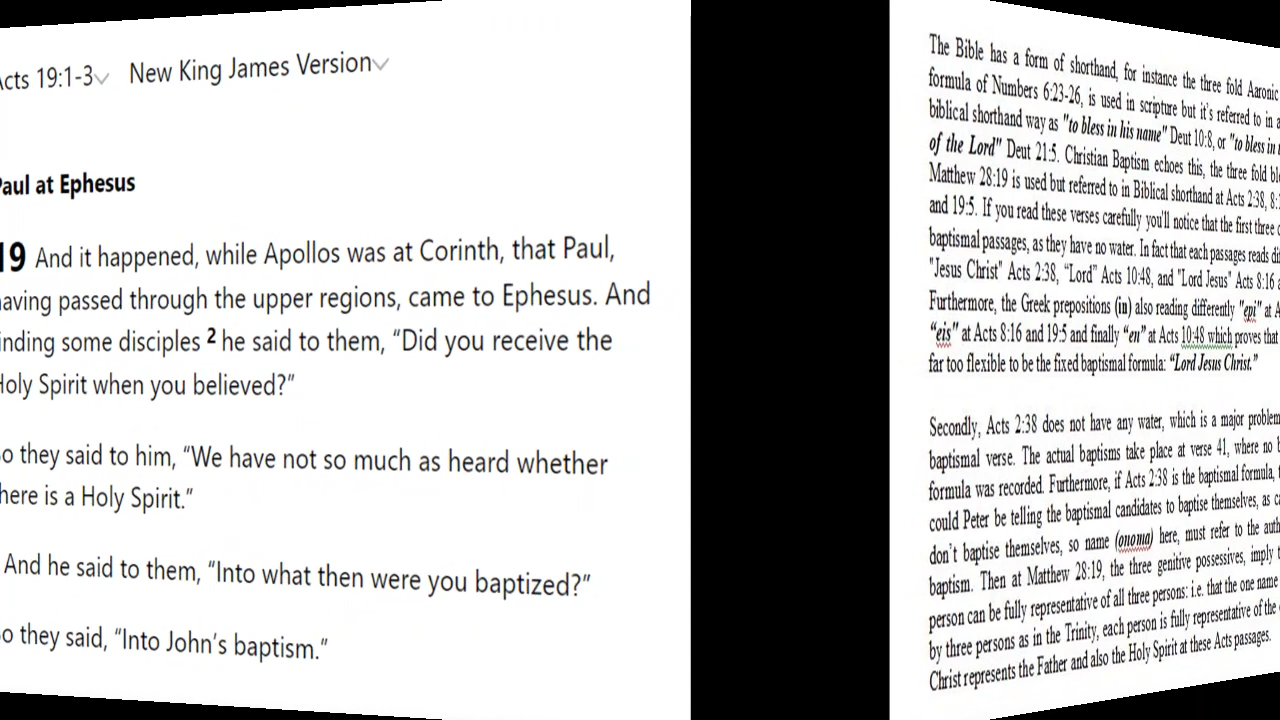 Acts 19:1-3 New King James Version
Paul at Ephesus
19 And it happened, while Apollos was at Corinth, that Paul,
having passed through the upper regions, came to Ephesus. And
finding some disciples 2 he said to them, “Did you receive the
Holy Spirit when you believed?”
So they said to him, “We have not so much as heard whether
there is a Holy Spirit.”
And he said to them, “Into what then were you baptized?”
So they said, “Into John’s baptism.”
The Bible has a form of shorthand, for instance the three fold Aaronic
formula of Numbers 6:23-26, is used in scripture but it's referred to in a
biblical shorthand way as "to bless in his name" Deut 10:8, or "to bless in
of the Lord" Deut 21:5. Christian Baptism echoes this, the three fold
Matthew 28:19 is used but referred to in Biblical shorthand at Acts 2:38,
and 19:5. If you read these verses carefully you'll notice that the first three
baptismal passages, as they have no water. In fact that each passages reads
"Jesus Christ" Acts 2:38, “Lord” Acts 10:48, and "Lord Jesus" Acts 8:16
Furthermore, the Greek prepositions (in) also reading differently "epi" at
“eis” at Acts 8:16 and 19:5 and finally “en” at Acts 10:48 which proves that
far too flexible to be the fixed baptismal formula: “Lord Jesus Christ.”
Secondly, Acts 2:38 does not have any water, which is a major problem
baptismal verse. The actual baptisms take place at verse 41, where no
formula was recorded. Furthermore, if Acts 2:38 is the baptismal formula,
could Peter be telling the baptismal candidates to baptise themselves, as
don’t baptise themselves, so name (onoma) here, must refer to the
baptism. Then at Matthew 28:19, the three genitive possessives, imply
person can be fully representative of all three persons: i.e. that the one name
by three persons as in the Trinity, each person is fully representative of the
Christ represents the Father and also the Holy Spirit at these Acts passages.